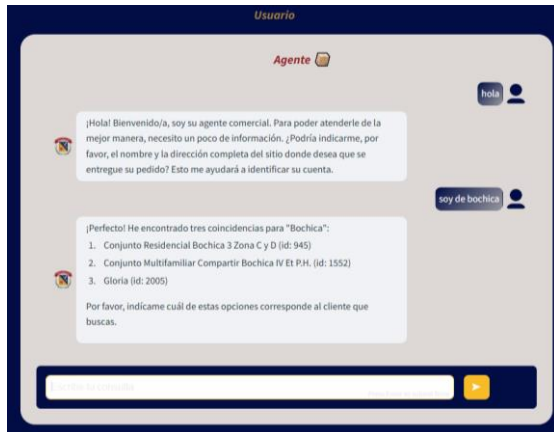 Usuario
Agente
hola
¡Hola! Bienvenido/a, soy su agente comercial. Para poder atenderle de la
mejor manera, necesito un poco de información. ¿Podría indicarme, por
favor, el nombre y la dirección completa del sitio donde desea que se
entregue su pedido? Esto me ayudará a identificar su cuenta.
soy de bochica
¡Perfecto! He encontrado tres coincidencias para "Bochica":
1. Conjunto Residencial Bochica 3 Zona C y D (id: 945)
2. Conjunto Multifamiliar Compartir Bochica IV Et P.H. (id: 1552)
3. Gloria (id: 2005)
Por favor, indícame cuál de estas opciones corresponde al cliente que
buscas.